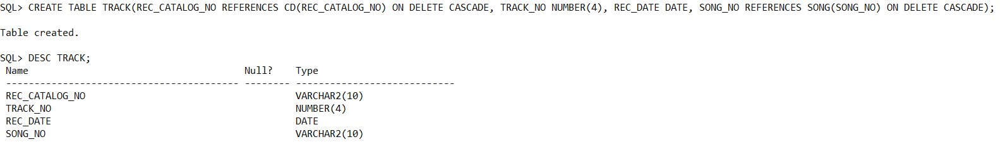 SQL> CREATE TABLE TRACK(REC_CATALOG_NO REFERENCES CD(REC_CATALOG_NO) ON DELETE CASCADE, TRACK_NO NUMBER(4), REC_DATE DATE, SONG_NO REFERENCES SONG(SONG_NO) ON DELETE CASCADE);
Table created.
SQL> DESC TRACK;
Name Null? Type
----------------------------------------- -------- ----------------------------
REC_CATALOG_NO VARCHAR2(10)
TRACK_NO NUMBER(4)
REC_DATE DATE
SONG_NO VARCHAR2(10)